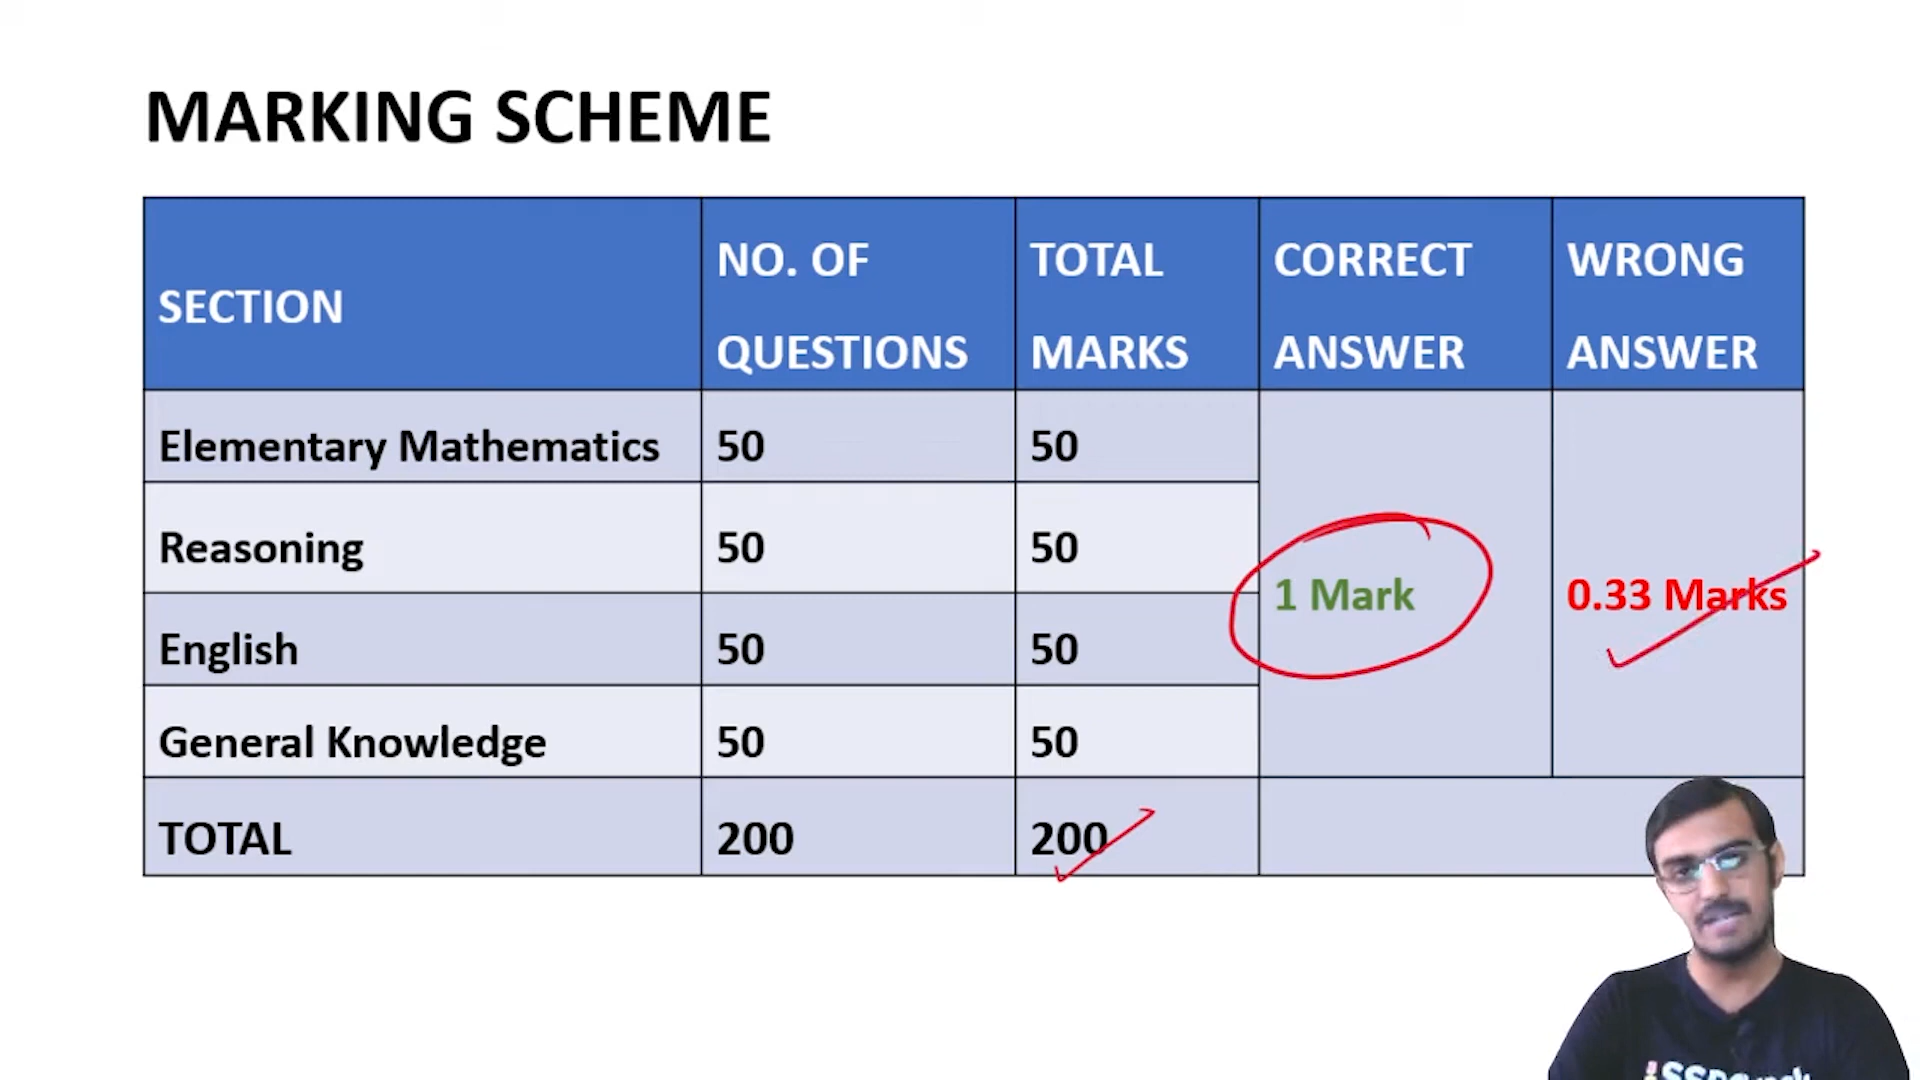 MARKING SCHEME
SECTION
NO. OF
QUESTIONS
TOTAL
MARKS
CORRECT
ANSWER
WRONG
ANSWER
Elementary Mathematics 50 50
Reasoning 50 50
1 Mark
0.33 Marks
English 50 50
General Knowledge 50 50
TOTAL 200 200